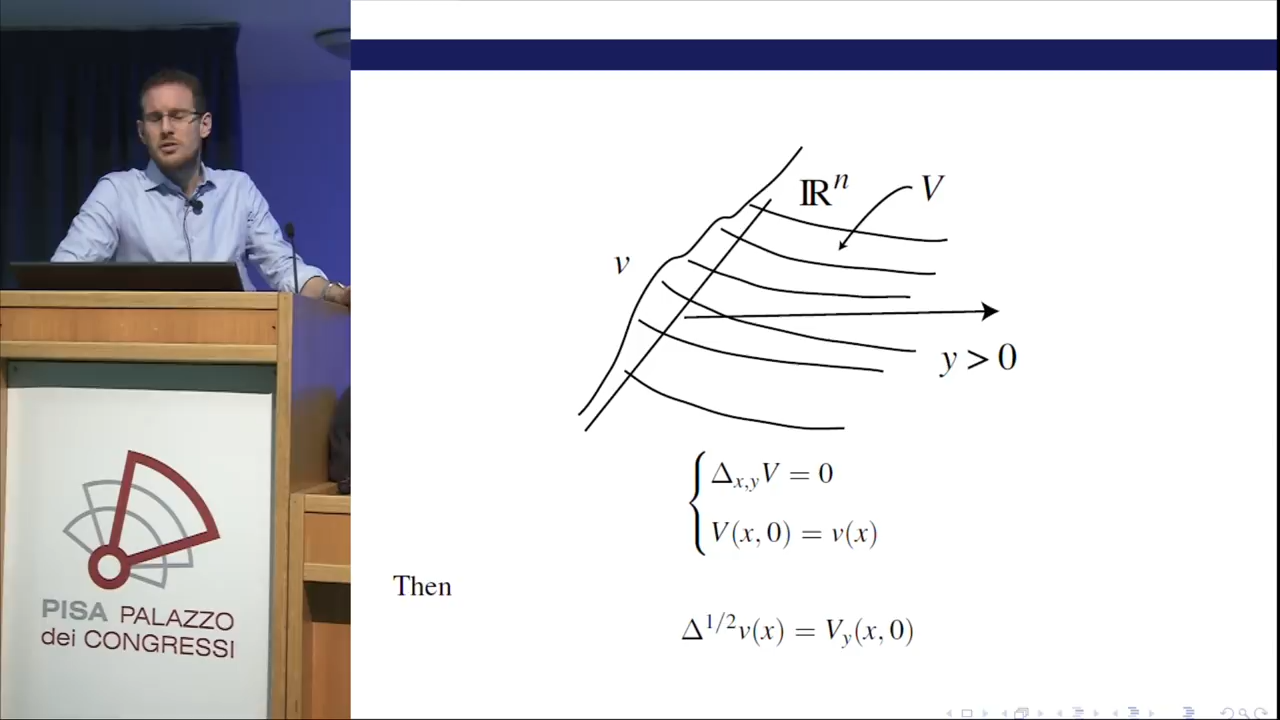 ℝⁿ
V
v
y > 0
Δ_{x,y}V = 0
V(x, 0) = v(x)
Then
Δ^{1/2}v(x) = V_y(x, 0)
PISA PALAZZO
dei CONGRESSI